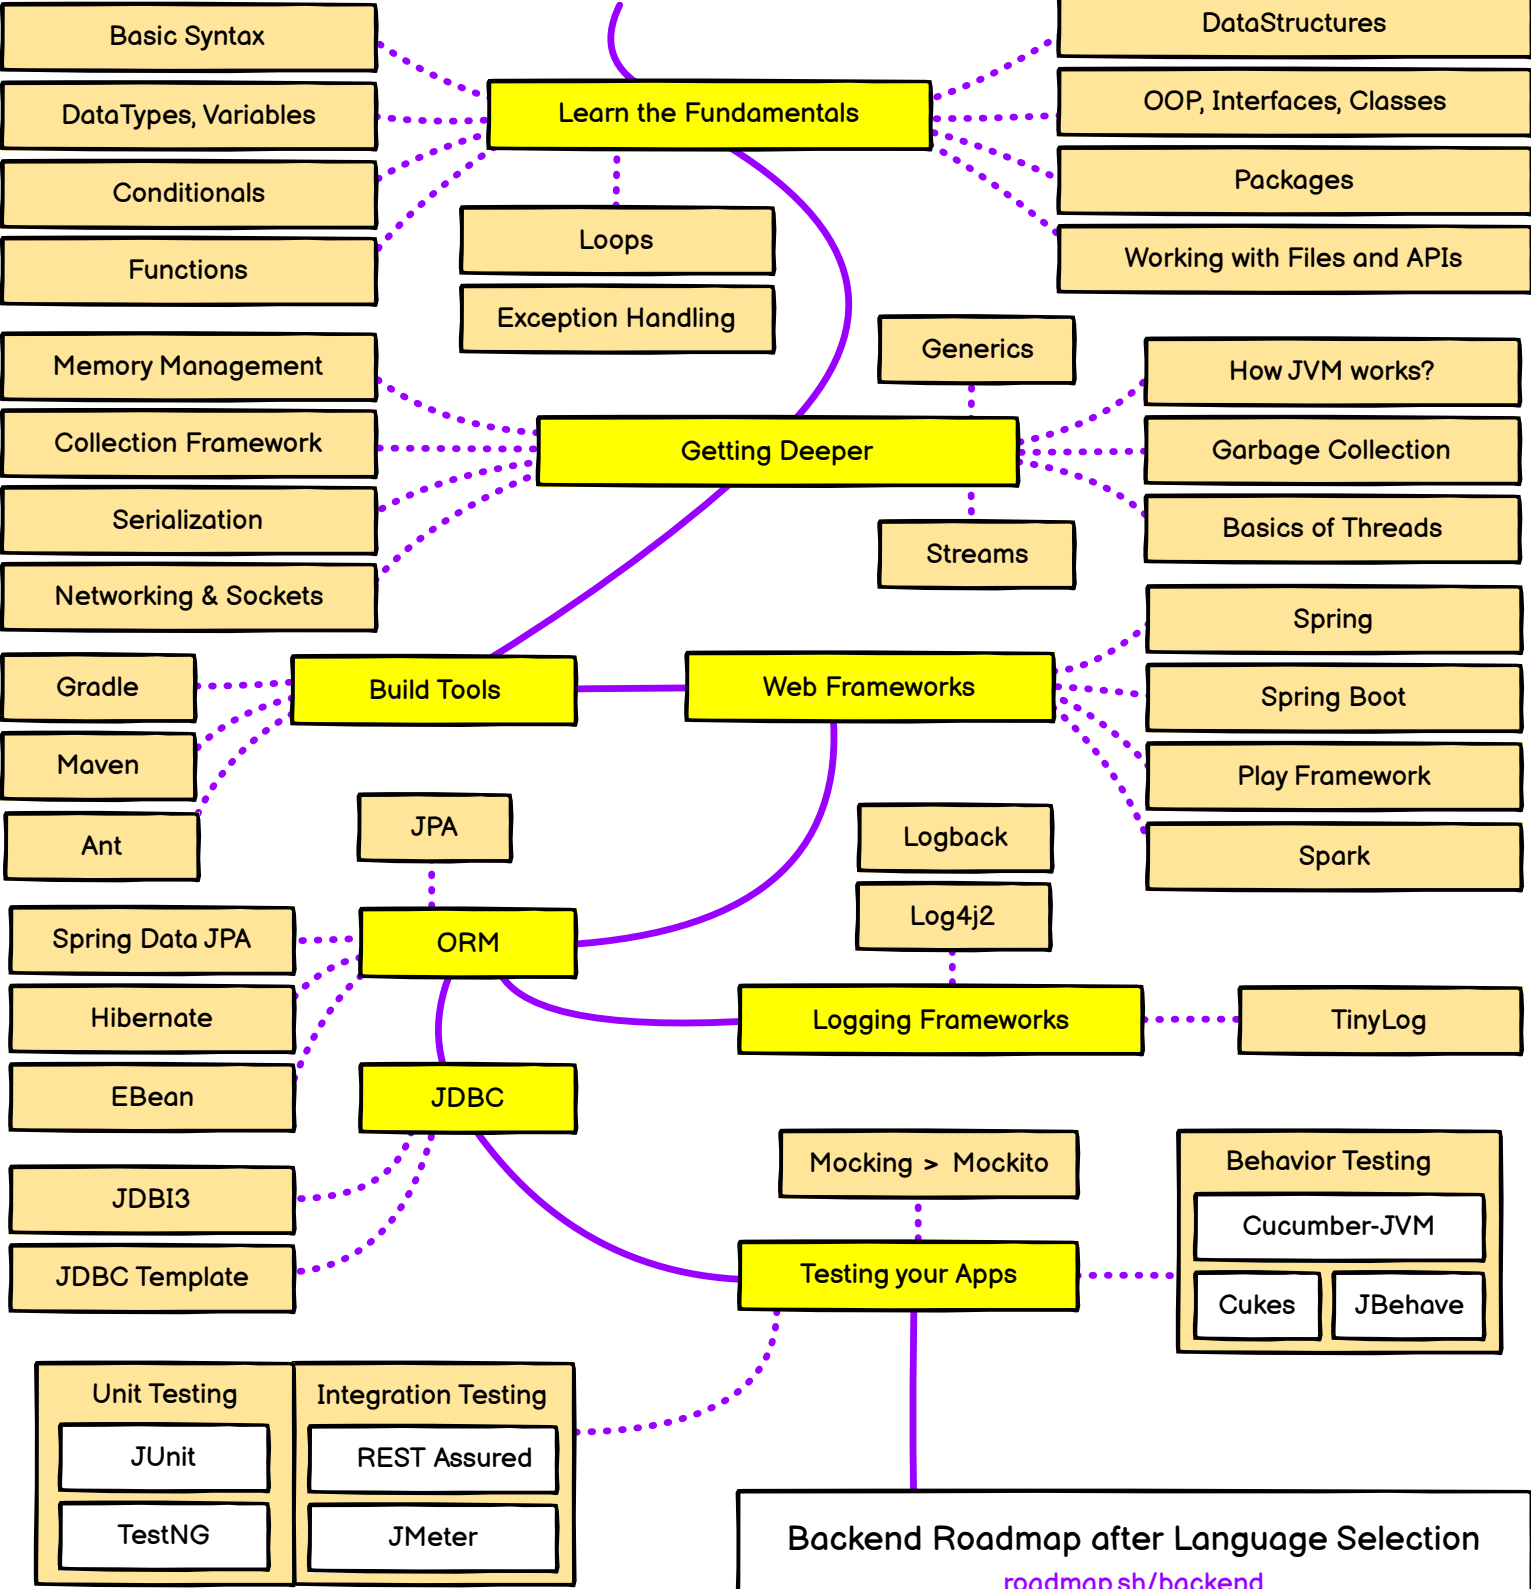 Basic Syntax
DataTypes, Variables
Conditionals
Functions
Learn the Fundamentals
Loops
Exception Handling
DataStructures
OOP, Interfaces, Classes
Packages
Working with Files and APIs
Memory Management
Collection Framework
Serialization
Networking & Sockets
Generics
Getting Deeper
Streams
How JVM works?
Garbage Collection
Basics of Threads
Gradle
Maven
Ant
Build Tools
Web Frameworks
Spring
Spring Boot
Play Framework
Spark
JPA
Spring Data JPA
Hibernate
EBean
ORM
Logback
Log4j2
Logging Frameworks
TinyLog
JDBC
JDBI3
JDBC Template
Mocking > Mockito
Testing your Apps
Behavior Testing
Cucumber-JVM
Cukes
JBehave
Unit Testing
JUnit
TestNG
Integration Testing
REST Assured
JMeter
Backend Roadmap after Language Selection
roadmap.sh/backend